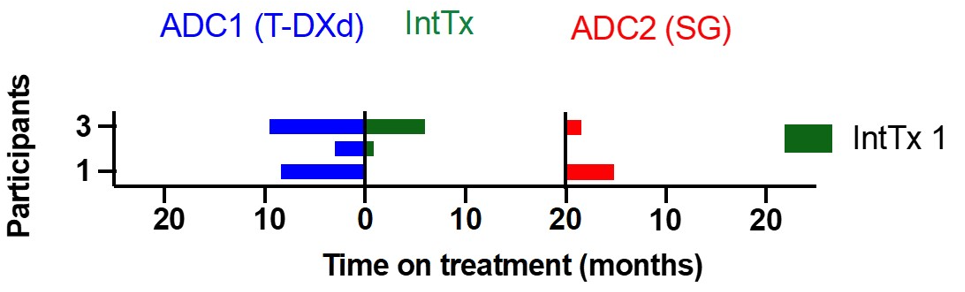 ADC1 (T-DXd) IntTx ADC2 (SG)
Participants
3
1
IntTx 1
20 10 0 10 20 10 20
Time on treatment (months)